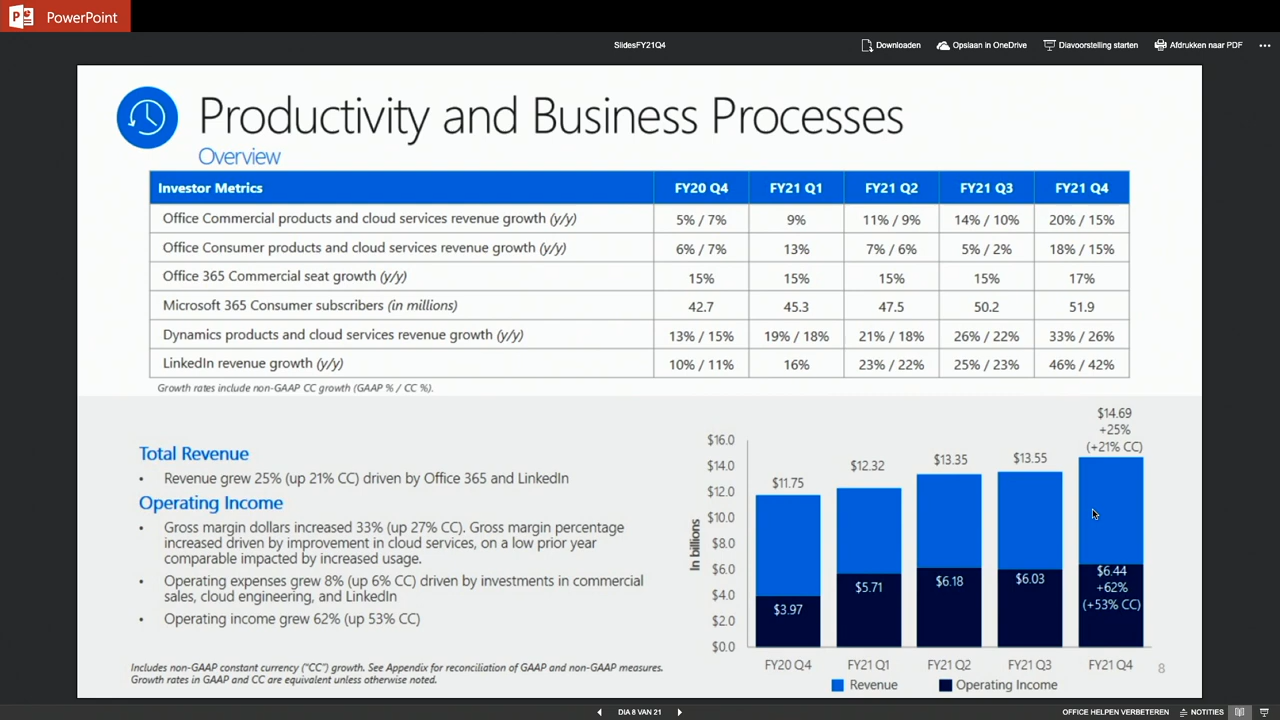 PowerPoint
SlidesFY21Q4
Downloaden
Opslaan in OneDrive
Diavoorstelling starten
Afdrukken naar PDF
Productivity and Business Processes
Overview
Investor Metrics FY20 Q4 FY21 Q1 FY21 Q2 FY21 Q3 FY21 Q4
Office Commercial products and cloud services revenue growth (y/y) 5% / 7% 9% 11% / 9% 14% / 10% 20% / 15%
Office Consumer products and cloud services revenue growth (y/y) 6% / 7% 13% 7% / 6% 5% / 2% 18% / 15%
Office 365 Commercial seat growth (y/y) 15% 15% 15% 15% 17%
Microsoft 365 Consumer subscribers (in millions) 42.7 45.3 47.5 50.2 51.9
Dynamics products and cloud services revenue growth (y/y) 13% / 15% 19% / 18% 21% / 18% 26% / 22% 33% / 26%
LinkedIn revenue growth (y/y) 10% / 11% 16% 23% / 22% 25% / 23% 46% / 42%
Growth rates include non-GAAP CC growth (GAAP % / CC %).
Total Revenue
• Revenue grew 25% (up 21% CC) driven by Office 365 and LinkedIn
Operating Income
• Gross margin dollars increased 33% (up 27% CC). Gross margin percentage
increased driven by improvement in cloud services, on a low prior year
comparable impacted by increased usage.
• Operating expenses grew 8% (up 6% CC) driven by investments in commercial
sales, cloud engineering, and LinkedIn
• Operating income grew 62% (up 53% CC)
Includes non-GAAP constant currency ("CC") growth. See Appendix for reconciliation of GAAP and non-GAAP measures.
Growth rates in GAAP and CC are equivalent unless otherwise noted.
In billions
$16.0
$14.0
$12.0
$10.0
$8.0
$6.0
$4.0
$2.0
$0.0
$11.75
$12.32
$13.35
$13.55
$14.69
+25%
(+21% CC)
$3.97
$5.71
$6.18
$6.03
$6.44
+62%
(+53% CC)
FY20 Q4 FY21 Q1 FY21 Q2 FY21 Q3 FY21 Q4
Revenue Operating Income
8
DIA 8 VAN 21
OFFICE HELPEN VERBETEREN
NOTITIES